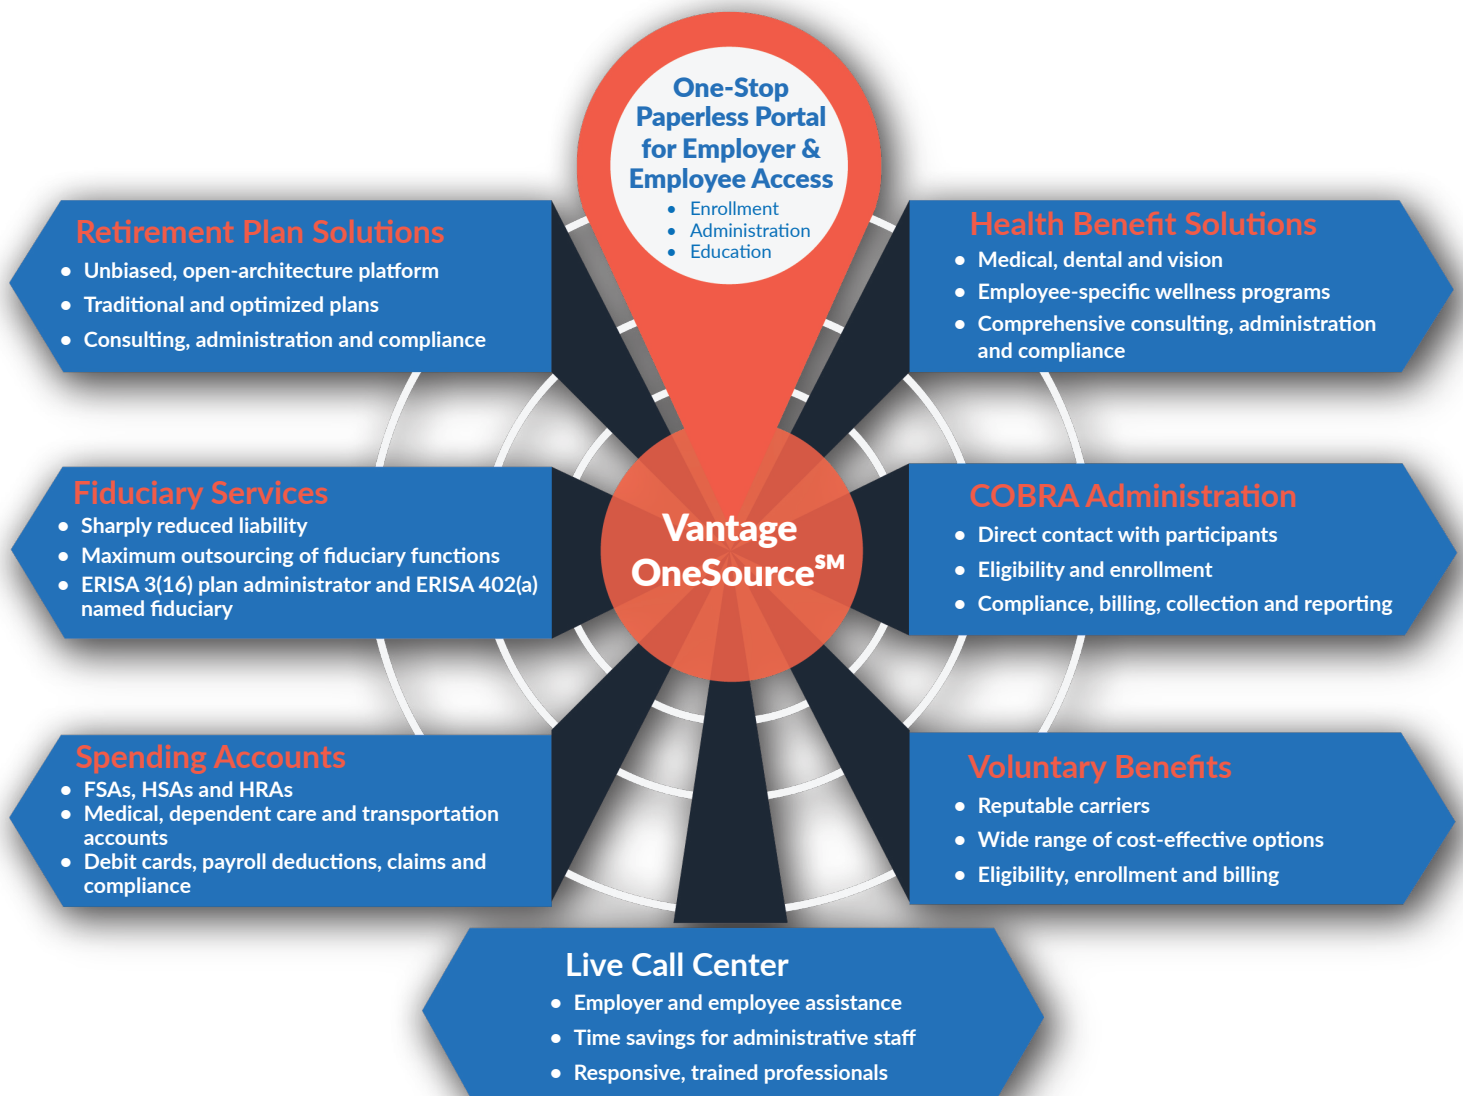 One-Stop
Paperless Portal
for Employer &
Employee Access
• Enrollment
• Administration
• Education
Retirement Plan Solutions
• Unbiased, open-architecture platform
• Traditional and optimized plans
• Consulting, administration and compliance
Health Benefit Solutions
• Medical, dental and vision
• Employee-specific wellness programs
• Comprehensive consulting, administration
and compliance
Fiduciary Services
• Sharply reduced liability
• Maximum outsourcing of fiduciary functions
• ERISA 3(16) plan administrator and ERISA 402(a)
named fiduciary
Vantage
OneSource℠
COBRA Administration
• Direct contact with participants
• Eligibility and enrollment
• Compliance, billing, collection and reporting
Spending Accounts
• FSAs, HSAs and HRAs
• Medical, dependent care and transportation
accounts
• Debit cards, payroll deductions, claims and
compliance
Voluntary Benefits
• Reputable carriers
• Wide range of cost-effective options
• Eligibility, enrollment and billing
Live Call Center
• Employer and employee assistance
• Time savings for administrative staff
• Responsive, trained professionals